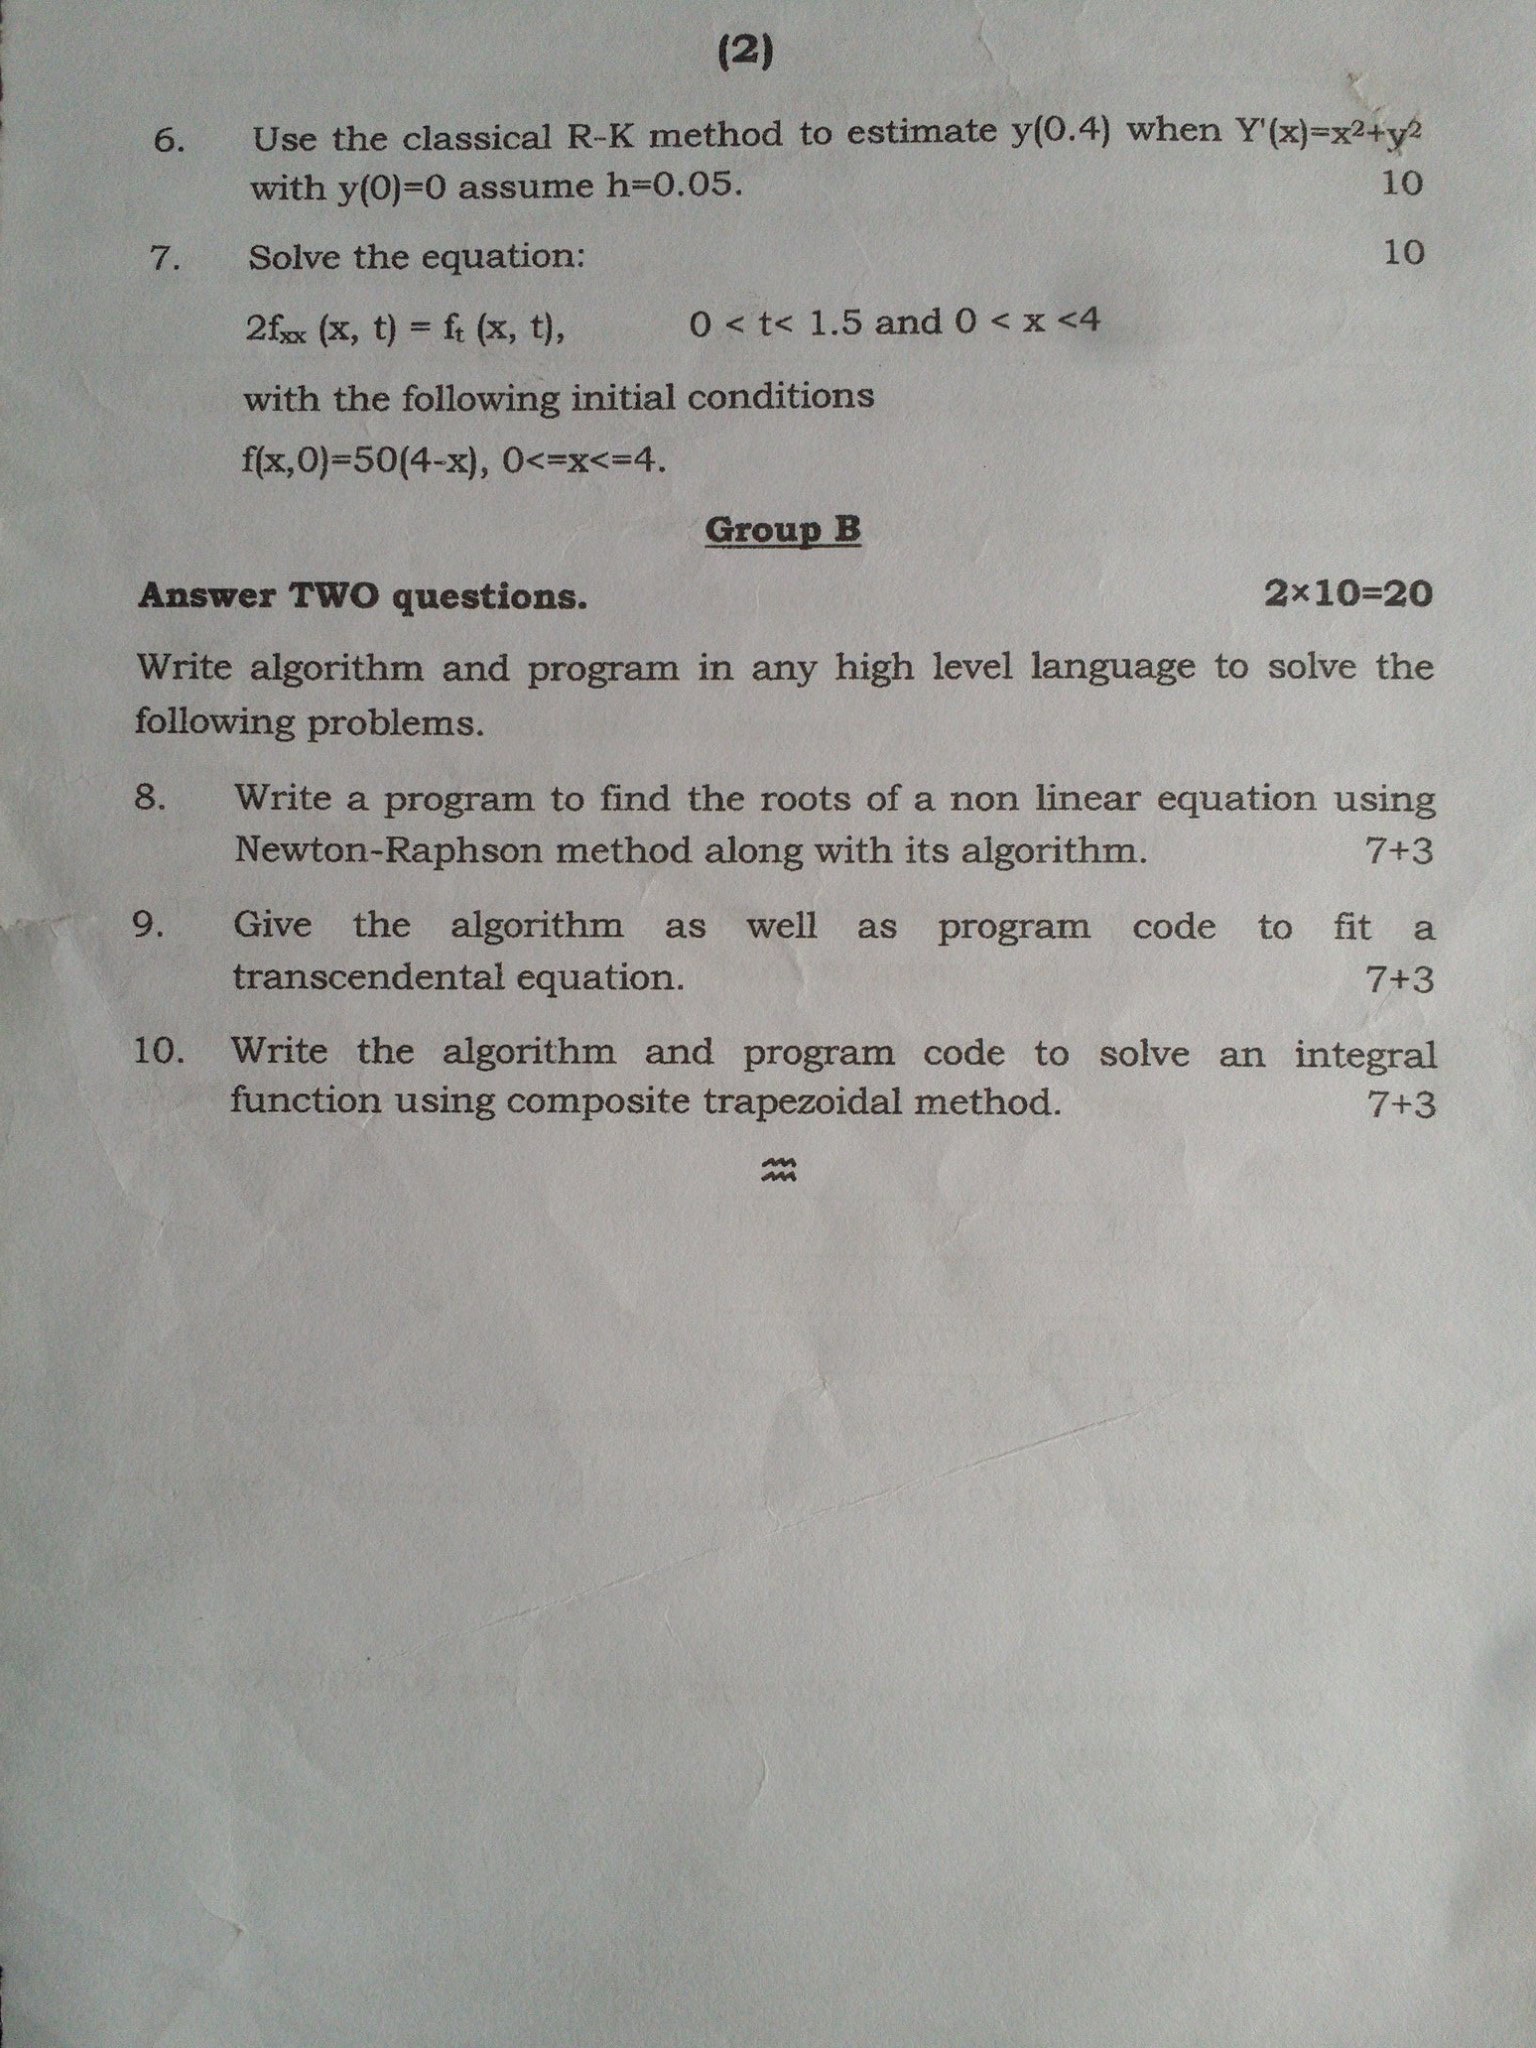 (2)
6. Use the classical R-K method to estimate y(0.4) when Y'(x)=x²+y²
with y(0)=0 assume h=0.05. 10
7. Solve the equation: 10
2fₓₓ (x, t) = fₜ (x, t), 0 < t< 1.5 and 0 < x <4
with the following initial conditions
f(x,0)=50(4-x), 0<=x<=4.
Group B
Answer TWO questions. 2×10=20
Write algorithm and program in any high level language to solve the
following problems.
8. Write a program to find the roots of a non linear equation using
Newton-Raphson method along with its algorithm. 7+3
9. Give the algorithm as well as program code to fit a
transcendental equation. 7+3
10. Write the algorithm and program code to solve an integral
function using composite trapezoidal method. 7+3